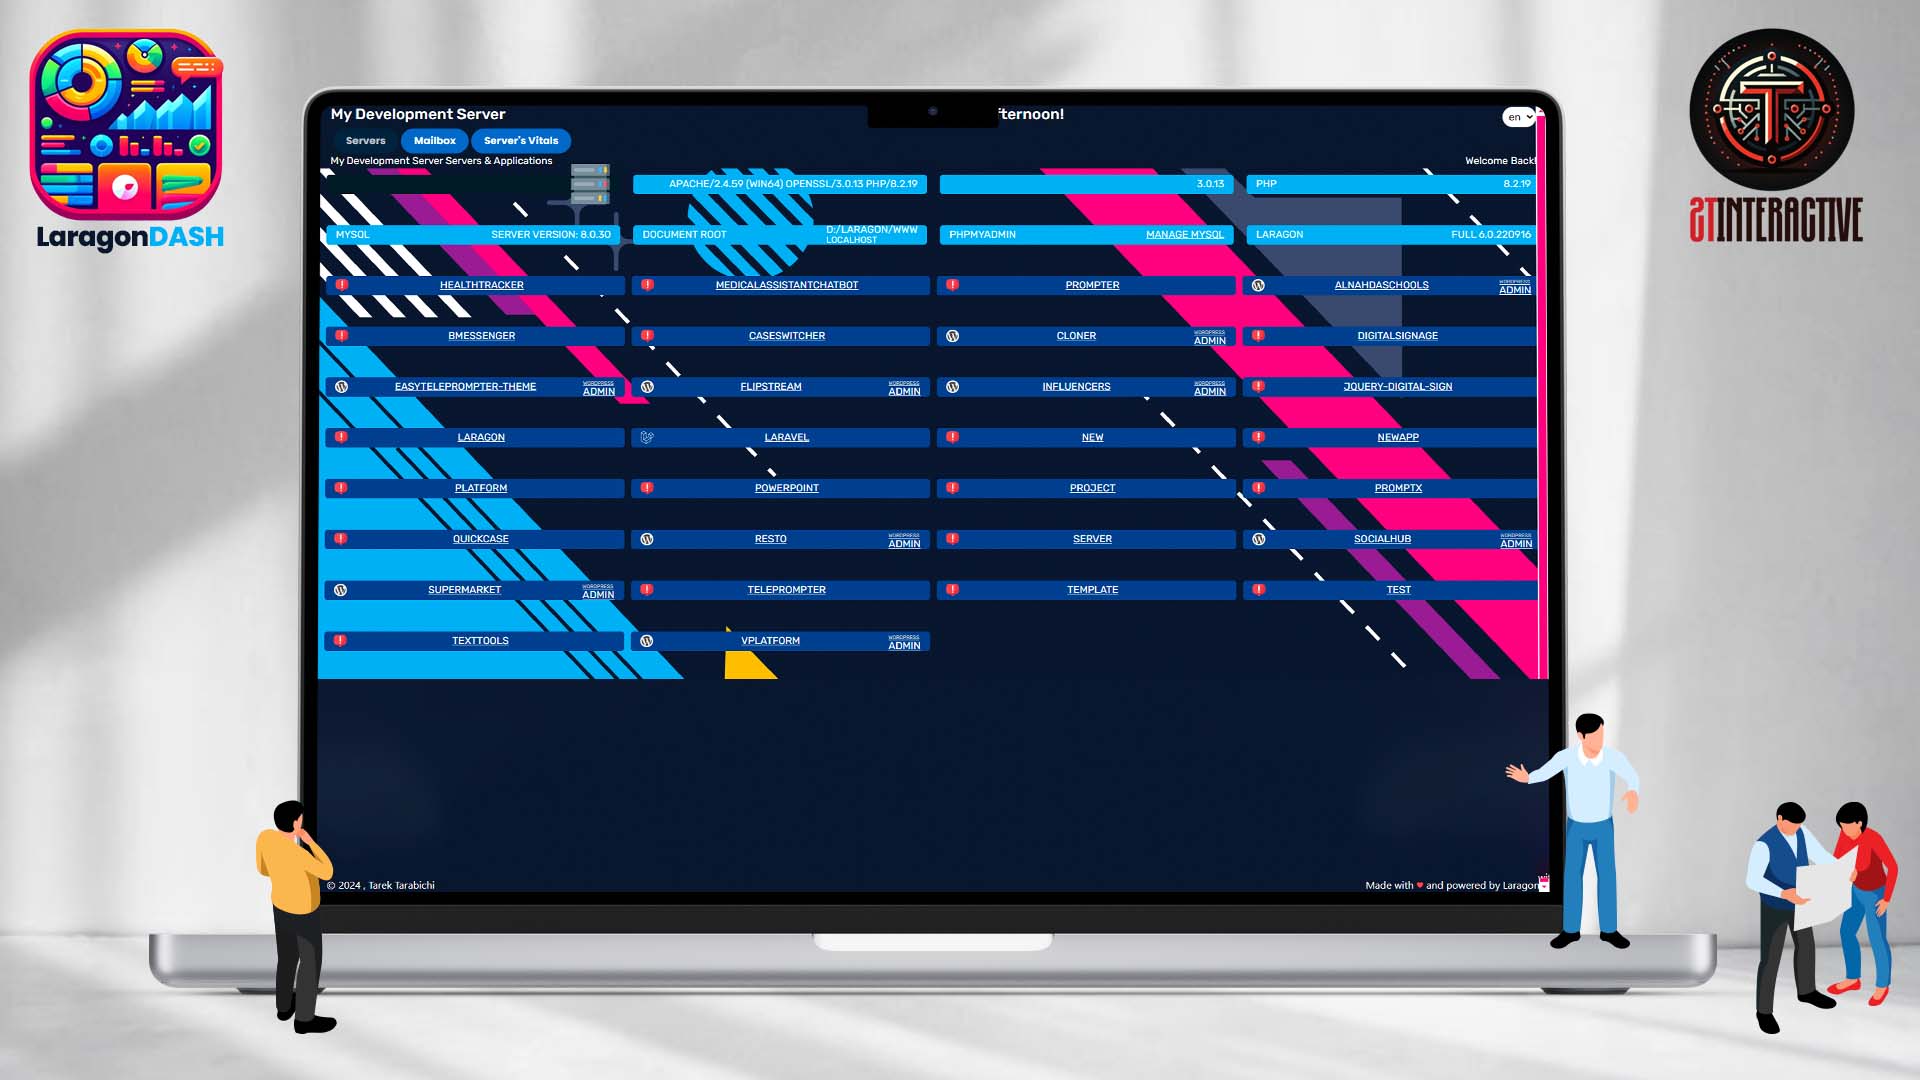 My Development Server
fternoon!
en
Servers
Mailbox
Server's Vitals
My Development Server Servers & Applications
Welcome Back!
APACHE/2.4.59 (WIN64) OPENSSL/3.0.13 PHP/8.2.19
3.0.13
PHP 8.2.19
MYSQL SERVER VERSION: 8.0.30
DOCUMENT ROOT D:/LARAGON/WWW
LOCALHOST
PHPMYADMIN MANAGE MYSQL
LARAGON FULL 6.0.220916
HEALTHTRACKER
MEDICALASSISTANTCHATBOT
PROMPTER
ALNAHDASCHOOLS
WORDPRESS
ADMIN
BMESSENGER
CASESWITCHER
CLONER
WORDPRESS
ADMIN
DIGITALSIGNAGE
EASYTELEPROMPTER-THEME
WORDPRESS
ADMIN
FLIPSTREAM
WORDPRESS
ADMIN
INFLUENCERS
WORDPRESS
ADMIN
JQUERY-DIGITAL-SIGN
LARAGON
LARAVEL
NEW
NEWAPP
PLATFORM
POWERPOINT
PROJECT
PROMPTX
QUICKCASE
RESTO
WORDPRESS
ADMIN
SERVER
SOCIALHUB
WORDPRESS
ADMIN
SUPERMARKET
WORDPRESS
ADMIN
TELEPROMPTER
TEMPLATE
TEST
TEXTTOOLS
VPLATFORM
WORDPRESS
ADMIN
© 2024 , Tarek Tarabichi
Made with ♥ and powered by Laragon
LaragonDASH
T
STINTERACTIVE